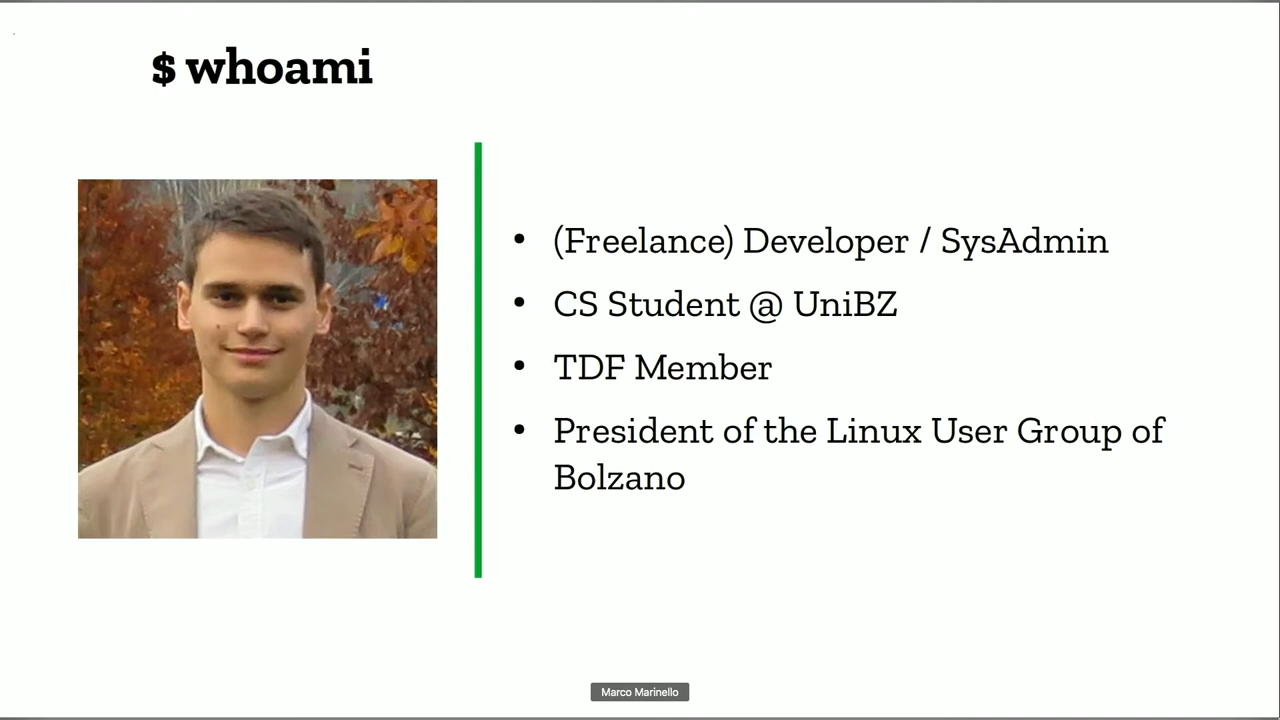 $ whoami
• (Freelance) Developer / SysAdmin
• CS Student @ UniBZ
• TDF Member
• President of the Linux User Group of
Bolzano
Marco Marinello